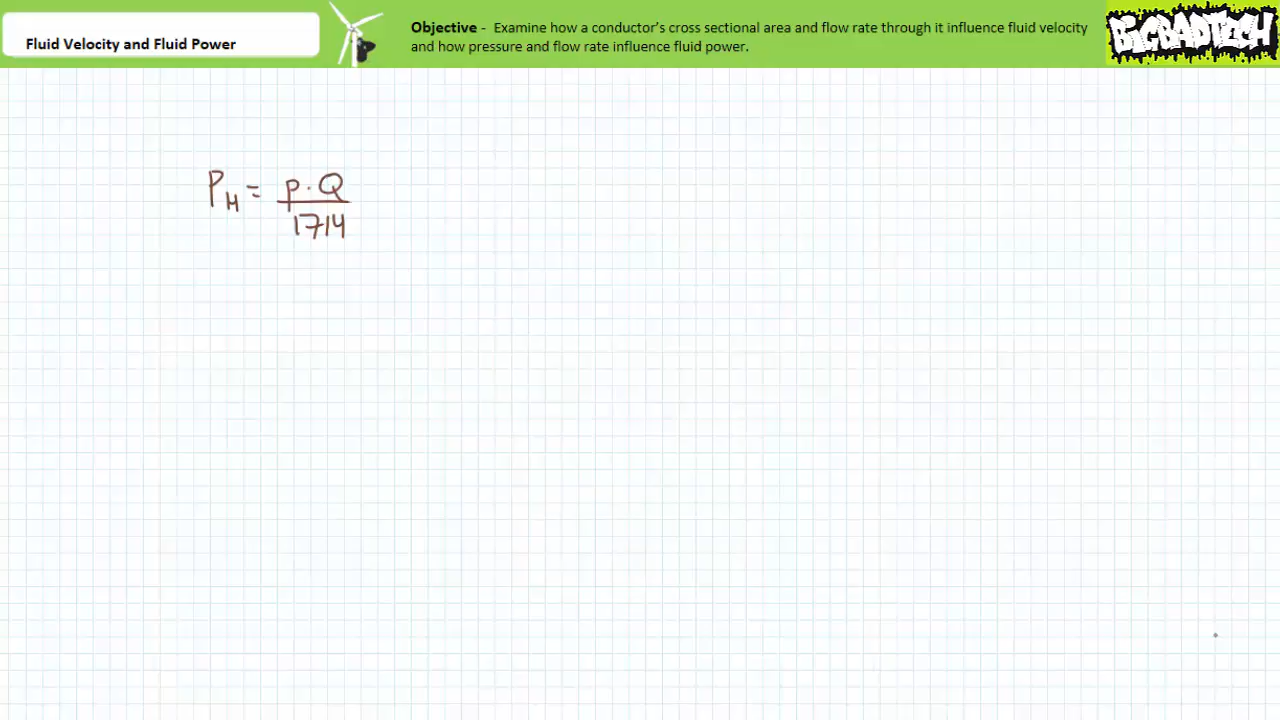 Fluid Velocity and Fluid Power
Objective - Examine how a conductor's cross sectional area and flow rate through it influence fluid velocity
and how pressure and flow rate influence fluid power.
BIGBADTECH
P_H = p · Q
1714